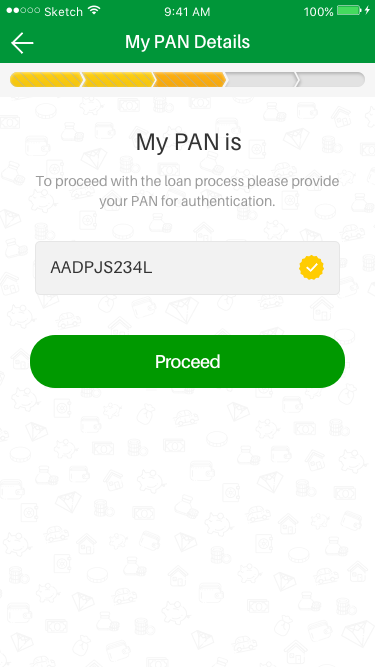 Sketch 9:41 AM 100%
My PAN Details
My PAN is
To proceed with the loan process please provide
your PAN for authentication.
AADPJS234L
Proceed